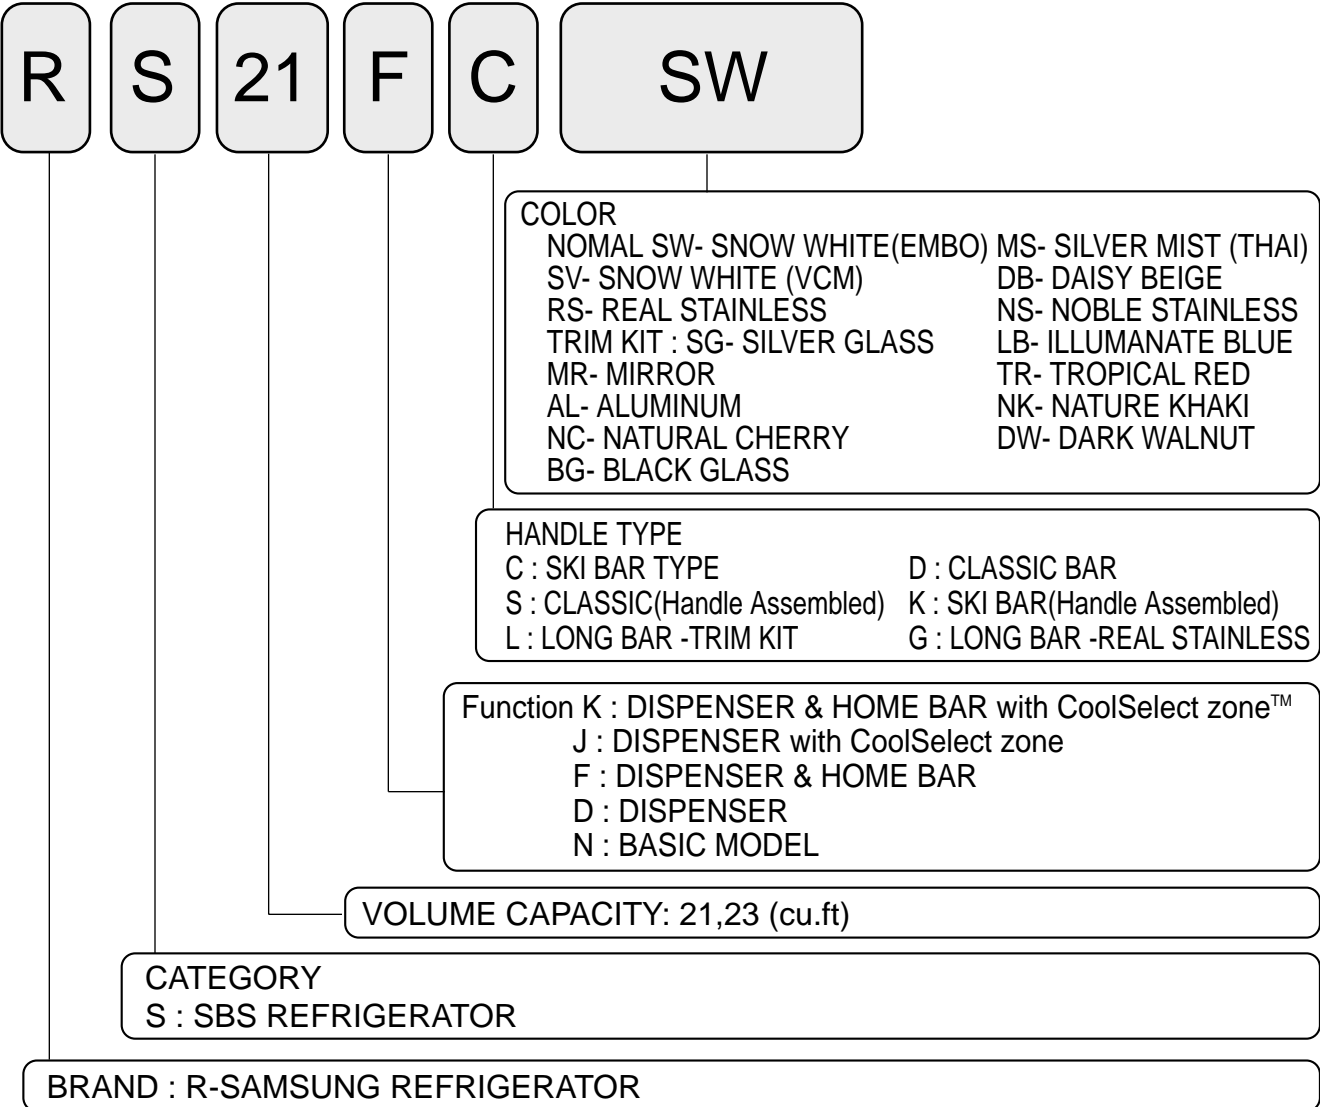 R S 21 F C SW
COLOR
NOMAL SW- SNOW WHITE(EMBO) MS- SILVER MIST (THAI)
SV- SNOW WHITE (VCM) DB- DAISY BEIGE
RS- REAL STAINLESS NS- NOBLE STAINLESS
TRIM KIT : SG- SILVER GLASS LB- ILLUMANATE BLUE
MR- MIRROR TR- TROPICAL RED
AL- ALUMINUM NK- NATURE KHAKI
NC- NATURAL CHERRY DW- DARK WALNUT
BG- BLACK GLASS
HANDLE TYPE
C : SKI BAR TYPE D : CLASSIC BAR
S : CLASSIC(Handle Assembled) K : SKI BAR(Handle Assembled)
L : LONG BAR -TRIM KIT G : LONG BAR -REAL STAINLESS
Function K : DISPENSER & HOME BAR with CoolSelect zone™
J : DISPENSER with CoolSelect zone
F : DISPENSER & HOME BAR
D : DISPENSER
N : BASIC MODEL
VOLUME CAPACITY: 21,23 (cu.ft)
CATEGORY
S : SBS REFRIGERATOR
BRAND : R-SAMSUNG REFRIGERATOR